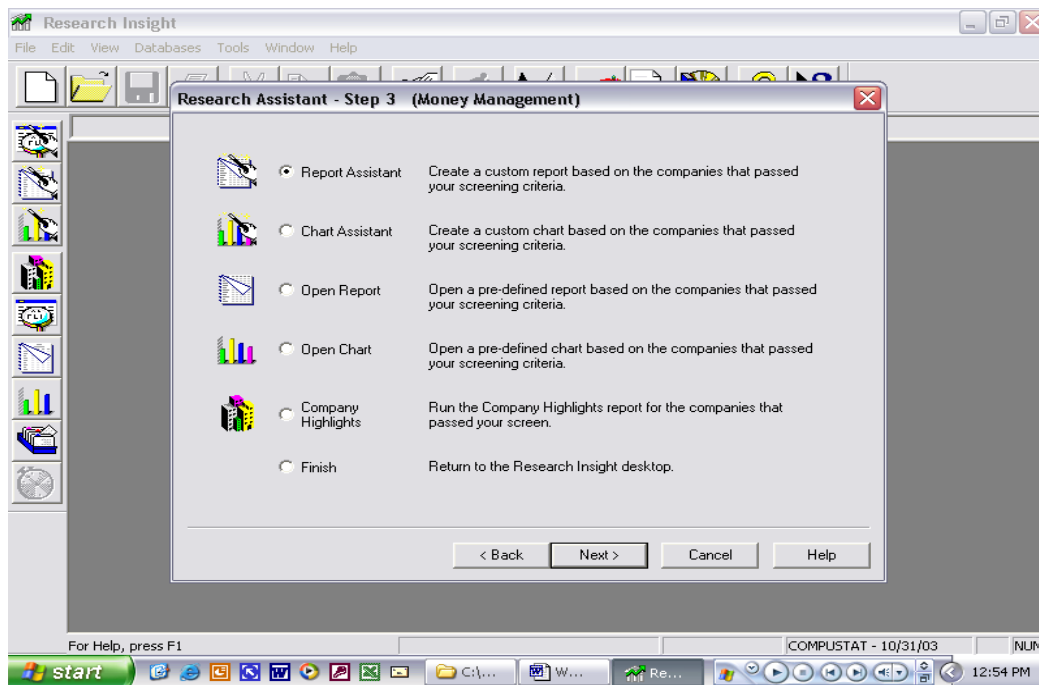 Research Insight
File Edit View Databases Tools Window Help
Research Assistant - Step 3 (Money Management)
Report Assistant
Create a custom report based on the companies that passed
your screening criteria.
Chart Assistant
Create a custom chart based on the companies that passed
your screening criteria.
Open Report
Open a pre-defined report based on the companies that passed
your screening criteria.
Open Chart
Open a pre-defined chart based on the companies that passed
your screening criteria.
Company
Highlights
Run the Company Highlights report for the companies that
passed your screen.
Finish
Return to the Research Insight desktop.
< Back Next > Cancel Help
For Help, press F1
COMPUSTAT - 10/31/03
NUM
start
C:\...
W...
Re...
12:54 PM